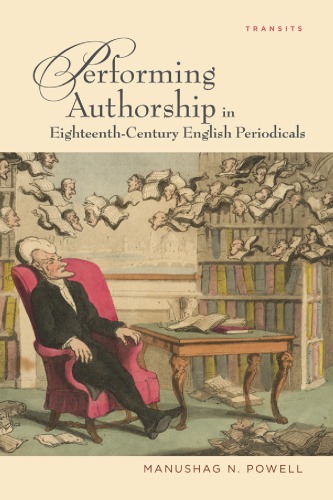 TRANSITS
Performing
Authorship in
Eighteenth-Century English Periodicals
MANUSHAG N. POWELL